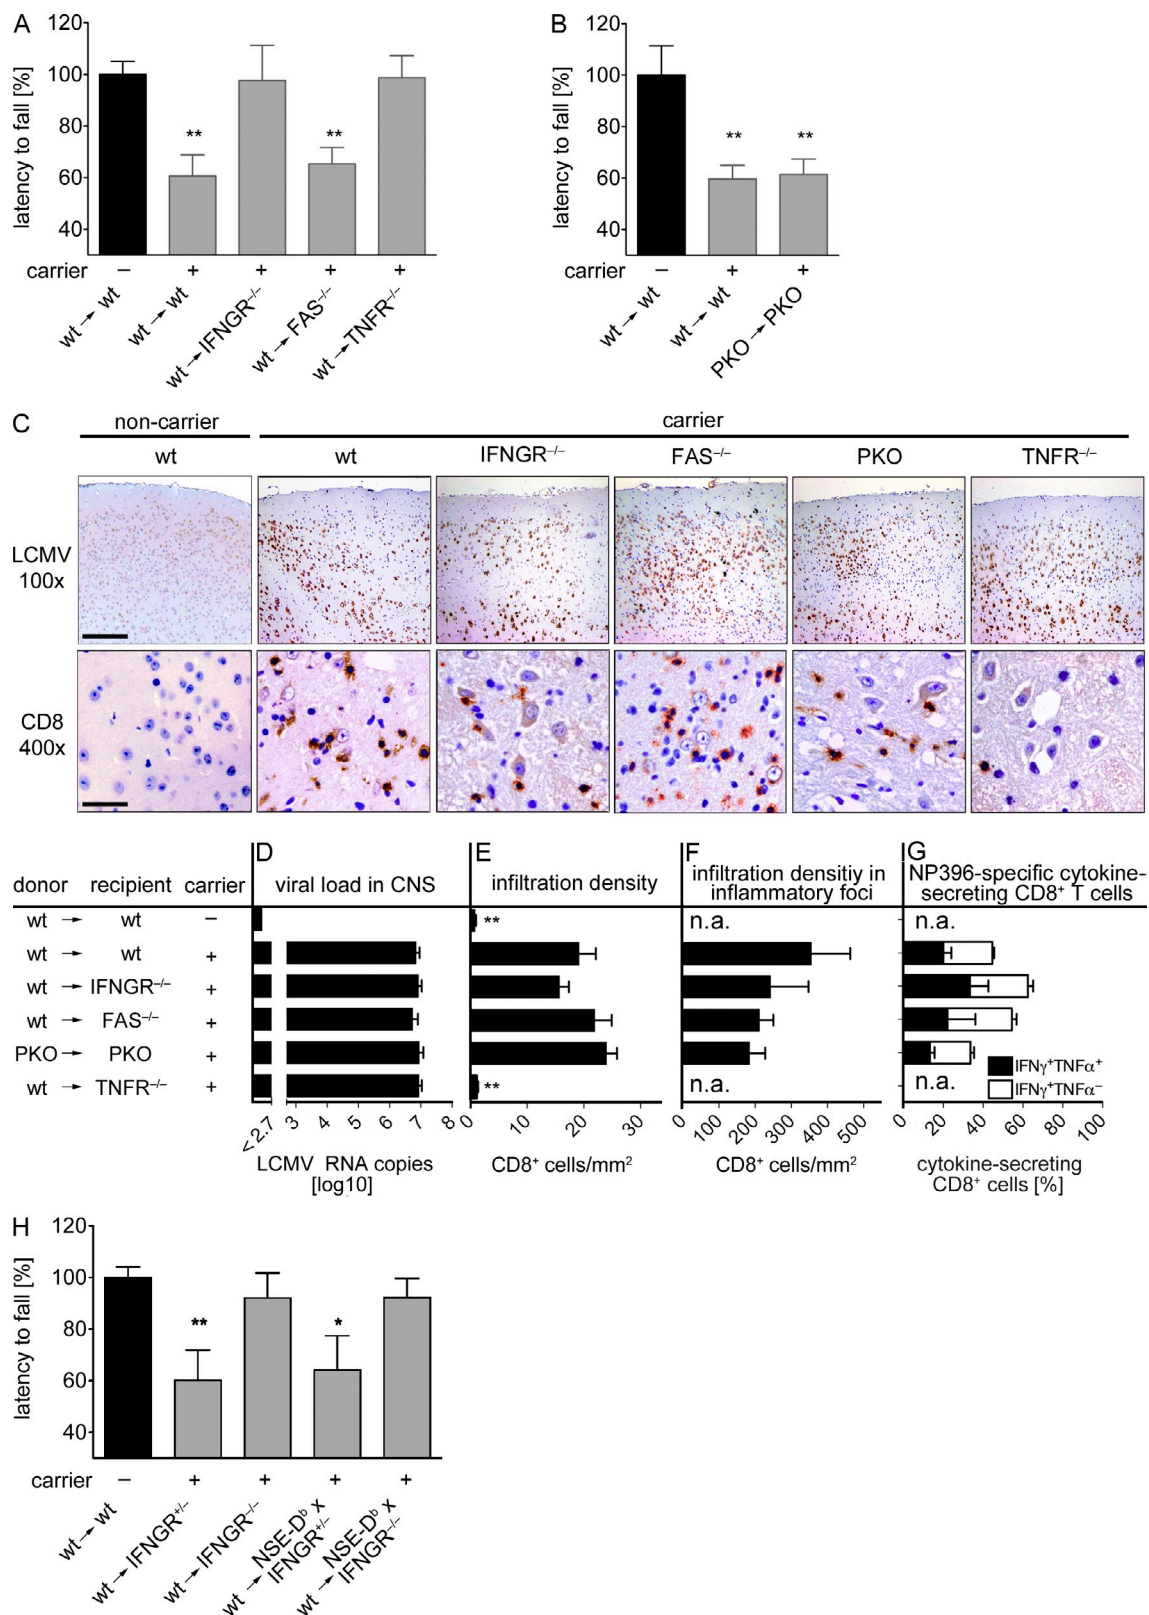 A
120
100
80
60
40
latency to fall [%]
**
**
carrier – + + + +
wt → wt
wt → wt
wt → IFNGR–/–
wt → FAS–/–
wt → TNFR–/–
B
120
100
80
60
40
latency to fall [%]
**
**
carrier – + +
wt → wt
wt → wt
PKO → PKO
C
non-carrier carrier
wt wt IFNGR–/– FAS–/– PKO TNFR–/–
LCMV
100x
CD8
400x
donor recipient carrier
wt → wt –
wt → wt +
wt → IFNGR–/– +
wt → FAS–/– +
PKO → PKO +
wt → TNFR–/– +
D
viral load in CNS
< 2.7 3 4 5 6 7 8
LCMV RNA copies
[log10]
E
infiltration density
**
**
0 10 20 30
CD8+ cells/mm2
F
infiltration densitiy in
inflammatory foci
n.a.
n.a.
0 100 200 300 400 500
CD8+ cells/mm2
G
NP396-specific cytokine-
secreting CD8+ T cells
n.a.
IFNγ+TNFα+
IFNγ+TNFα–
n.a.
0 20 40 60 80 100
cytokine-secreting
CD8+ cells [%]
H
120
100
80
60
40
latency to fall [%]
**
*
carrier – + + + +
wt → wt
wt → IFNGR+/–
wt → IFNGR–/–
wt → NSE-Db x
IFNGR+/–
wt → NSE-Db x
IFNGR–/–